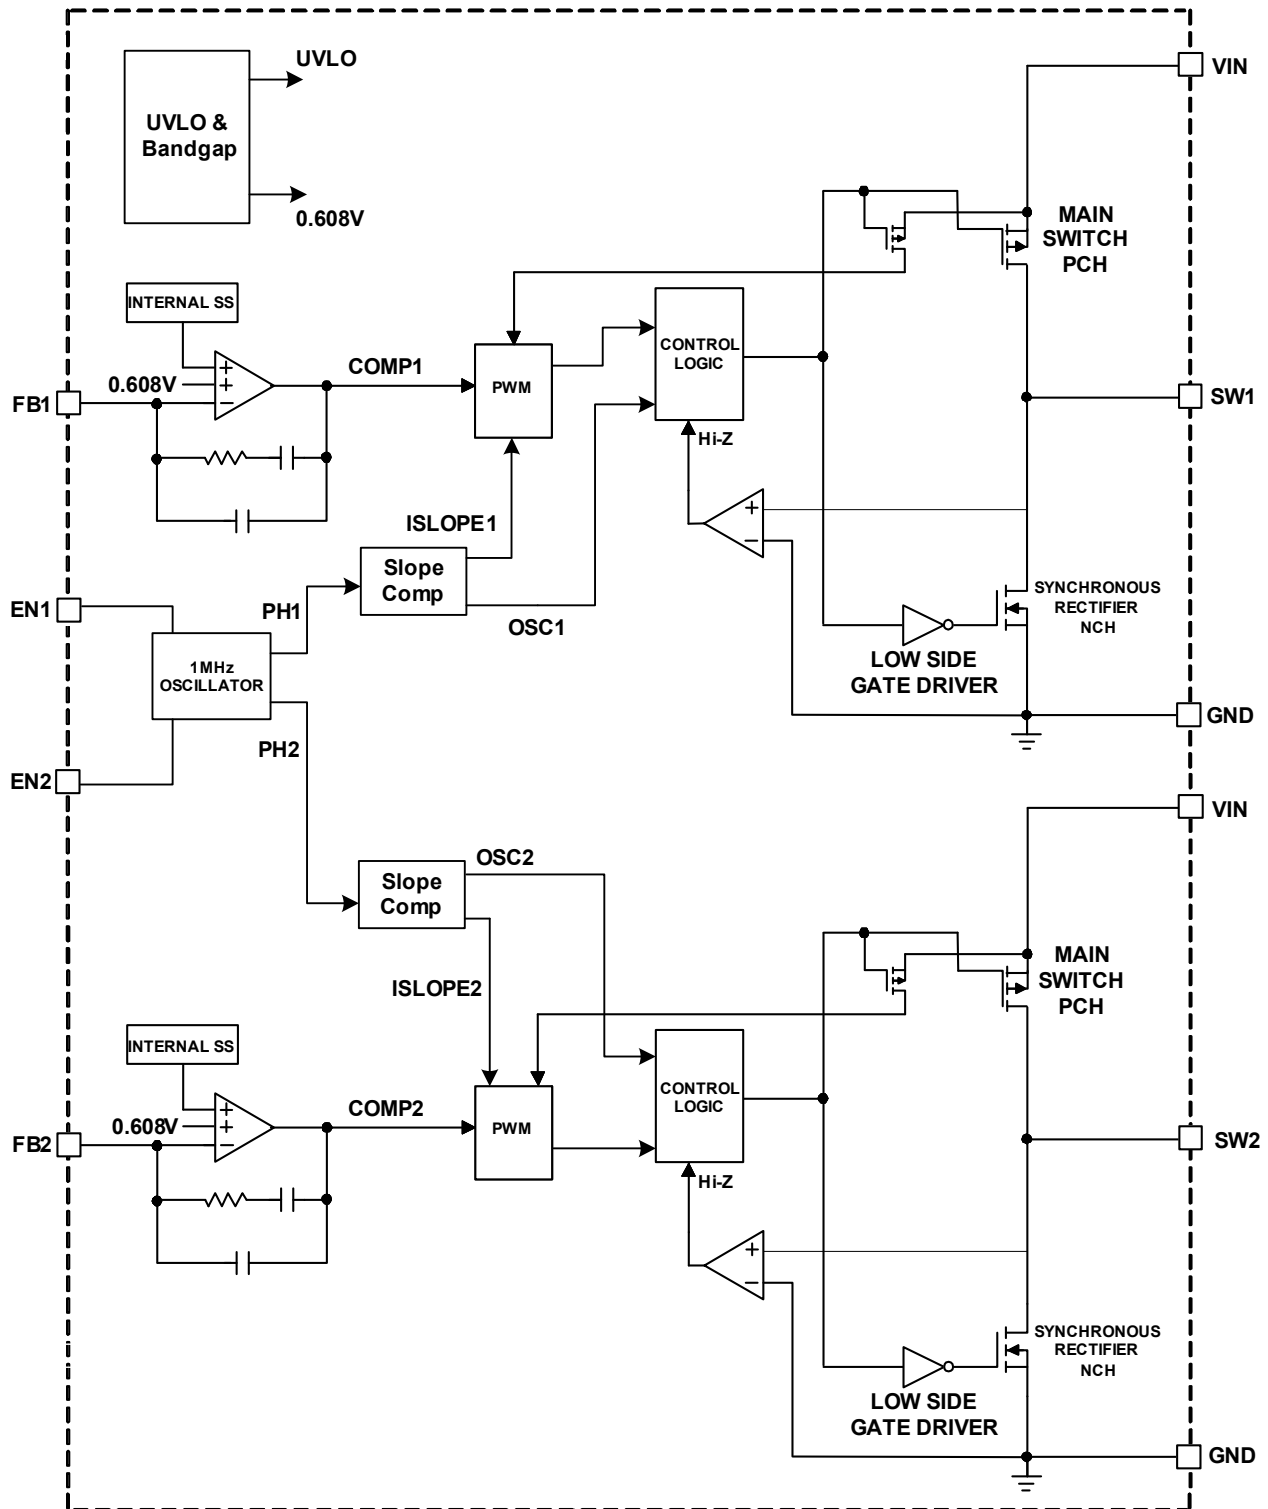 UVLO
VIN
UVLO &
Bandgap
0.608V
MAIN
SWITCH
PCH
INTERNAL SS
CONTROL
LOGIC
COMP1
PWM
+
0.608V
+
−
FB1
SW1
Hi-Z
+
−
ISLOPE1
Slope
Comp
SYNCHRONOUS
RECTIFIER
NCH
EN1
PH1
OSC1
1MHz
OSCILLATOR
LOW SIDE
GATE DRIVER
GND
PH2
EN2
VIN
OSC2
Slope
Comp
MAIN
SWITCH
PCH
ISLOPE2
INTERNAL SS
CONTROL
LOGIC
COMP2
PWM
+
0.608V
+
−
FB2
SW2
Hi-Z
+
−
SYNCHRONOUS
RECTIFIER
NCH
LOW SIDE
GATE DRIVER
GND